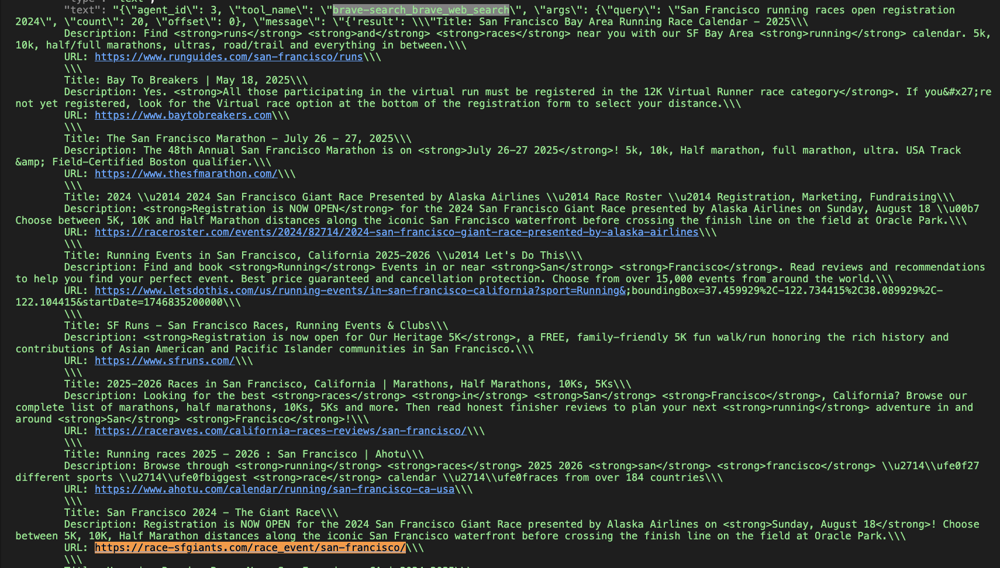 "text": "{\"agent_id\": 3, \"tool_name\": \"brave-search_brave_web_search\", \"args\": {\"query\": \"San Francisco running races open registration
2024\", \"count\": 20, \"offset\": 0}, \"message\": \"{'result': \\\"Title: San Francisco Bay Area Running Race Calendar – 2025\\\
Description: Find <strong>runs</strong> <strong>and</strong> <strong>races</strong> near you with our SF Bay Area <strong>running</strong> calendar. 5k,
10k, half/full marathons, ultras, road/trail and everything in between.\\\
URL: https://www.runguides.com/san-francisco/runs\\\
\\\
Title: Bay To Breakers | May 18, 2025\\\
Description: Yes. <strong>All those participating in the virtual run must be registered in the 12K Virtual Runner race category</strong>. If you&#x27;re
not yet registered, look for the Virtual race option at the bottom of the registration form to select your distance.\\\
URL: https://www.baytobreakers.com\\\
\\\
Title: The San Francisco Marathon - July 26 - 27, 2025\\\
Description: The 48th Annual San Francisco Marathon is on <strong>July 26-27 2025</strong>! 5k, 10k, Half marathon, full marathon, ultra. USA Track
&amp; Field-Certified Boston qualifier.\\\
URL: https://www.thesfmarathon.com/\\\
\\\
Title: 2024 \\u2014 2024 San Francisco Giant Race Presented by Alaska Airlines \\u2014 Race Roster \\u2014 Registration, Marketing, Fundraising\\\
Description: <strong>Registration is NOW OPEN</strong> for the 2024 San Francisco Giant Race presented by Alaska Airlines on Sunday, August 18 \\u00b7
Choose between 5K, 10K and Half Marathon distances along the iconic San Francisco waterfront before crossing the finish line on the field at Oracle Park.\\\
URL: https://raceroster.com/events/2024/82714/2024-san-francisco-giant-race-presented-by-alaska-airlines\\\
\\\
Title: Running Events in San Francisco, California 2025-2026 \\u2014 Let's Do This\\\
Description: Find and book <strong>Running</strong> Events in or near <strong>San</strong> <strong>Francisco</strong>. Read reviews and recommendations
to help you find your perfect event. Best price guaranteed and cancellation protection. Choose from over 15,000 events from around the world.\\\
URL: https://www.letsdothis.com/us/running-events/in-san-francisco-california?sport=Running&;boundingBox=37.459929%2C-122.734415%2C38.089929%2C-
122.104415&startDate=1746835200000\\\
\\\
Title: SF Runs - San Francisco Races, Running Events & Clubs\\\
Description: <strong>Registration is now open for Our Heritage 5K</strong>, a FREE, family-friendly 5K fun walk/run honoring the rich history and
contributions of Asian American and Pacific Islander communities in San Francisco.\\\
URL: https://www.sfruns.com/\\\
\\\
Title: 2025-2026 Races in San Francisco, California | Marathons, Half Marathons, 10Ks, 5Ks\\\
Description: Looking for the best <strong>races</strong> <strong>in</strong> <strong>San</strong> <strong>Francisco</strong>, California? Browse our
complete list of marathons, half marathons, 10Ks, 5Ks and more. Then read honest finisher reviews to plan your next <strong>running</strong> adventure in and
around <strong>San</strong> <strong>Francisco</strong>!\\\
URL: https://raceraves.com/california-races-reviews/san-francisco/\\\
\\\
Title: Running races 2025 - 2026 : San Francisco | Ahotu\\\
Description: Browse through <strong>running</strong> <strong>races</strong> 2025 2026 <strong>san</strong> <strong>francisco</strong> \\u2714\\ufe0f27
different sports \\u2714\\ufe0fbiggest <strong>race</strong> calendar \\u2714\\ufe0fraces from over 184 countries\\\
URL: https://www.ahotu.com/calendar/running/san-francisco-ca-usa\\\
\\\
Title: San Francisco 2024 - The Giant Race\\\
Description: Registration is NOW OPEN for the 2024 San Francisco Giant Race presented by Alaska Airlines on <strong>Sunday, August 18</strong>! Choose
between 5K, 10K, Half Marathon distances along the iconic San Francisco waterfront before crossing the finish line on the field at Oracle Park.\\\
URL: https://race-sfgiants.com/race_event/san-francisco/\\\
\\\